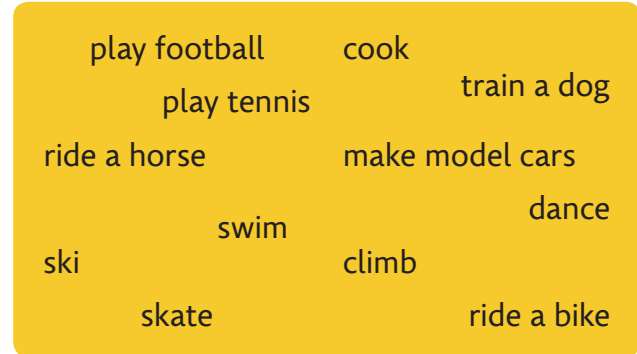 play football
cook
train a dog
play tennis
ride a horse
make model cars
dance
swim
ski
climb
skate
ride a bike